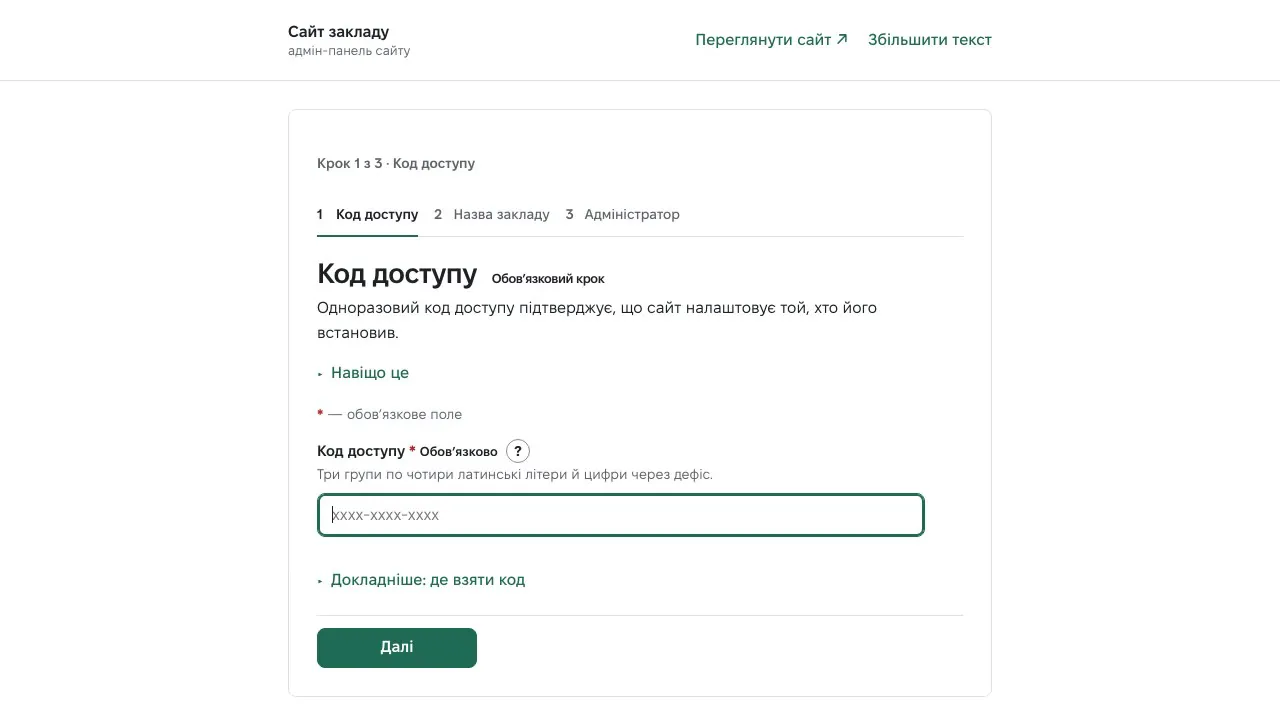 Сайт закладу
адмін-панель сайту
Переглянути сайт ↗ Збільшити текст
Крок 1 з 3 · Код доступу
1 Код доступу 2 Назва закладу 3 Адміністратор
Код доступу Обов’язковий крок
Одноразовий код доступу підтверджує, що сайт налаштовує той, хто його
встановив.
▸ Навіщо це
* — обов’язкове поле
Код доступу * Обов’язково ?
Три групи по чотири латинські літери й цифри через дефіс.
xxxx-xxxx-xxxx
▸ Докладніше: де взяти код
Далі